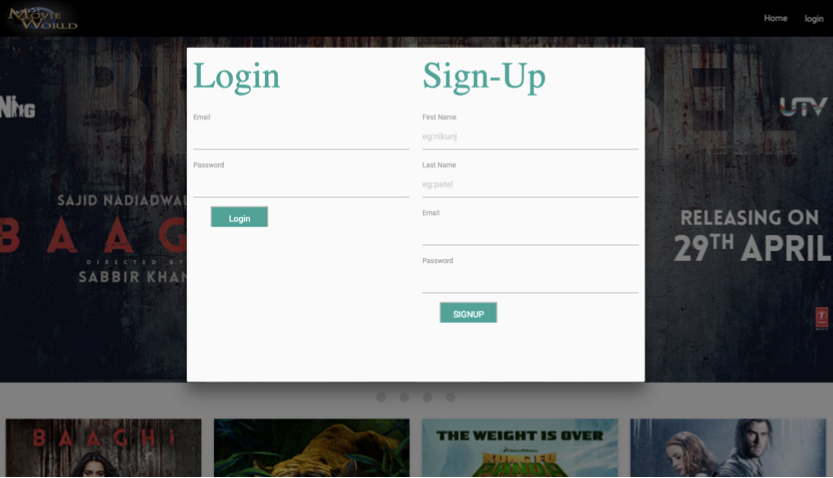 MOVIE
WORLD
Home
login
Login
Sign-Up
Email
Password
Login
First Name
eg:nikunj
Last Name
eg:patel
Email
Password
SIGNUP
UTV
SAJID NADIADWAL
BAAG
DIRECTED BY
SABBIR KHAN
RELEASING ON
29TH APRIL
BAAGHI
THE WEIGHT IS OVER
DREAMWORKS
KUNG FU
PANDA